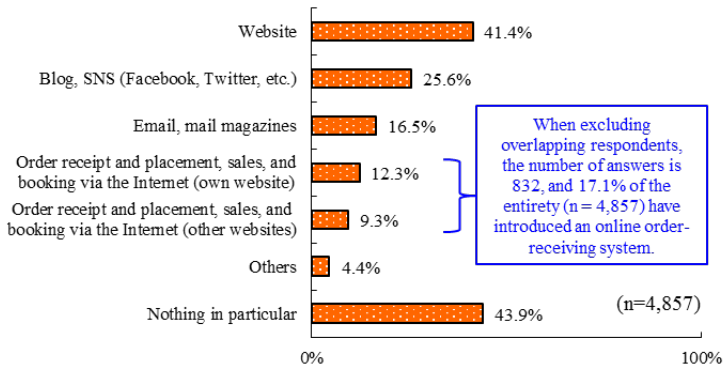 Website
41.4%
Blog, SNS (Facebook, Twitter, etc.)
25.6%
Email, mail magazines
16.5%
Order receipt and placement, sales, and
booking via the Internet (own website)
12.3%
Order receipt and placement, sales, and
booking via the Internet (other websites)
9.3%
When excluding
overlapping respondents,
the number of answers is
832, and 17.1% of the
entirety (n = 4,857) have
introduced an online order-
receiving system.
Others
4.4%
Nothing in particular
43.9%
(n=4,857)
0%
100%